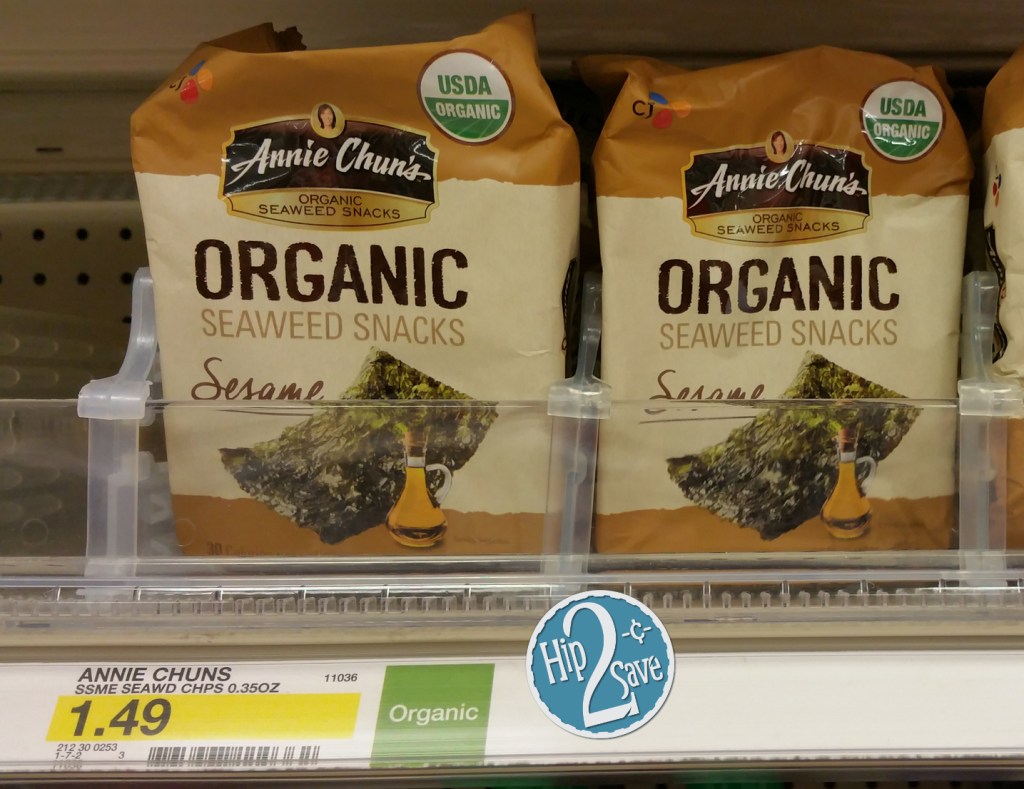 CJ
USDA
ORGANIC
Annie Chun's
ORGANIC
SEAWEED SNACKS
ORGANIC
SEAWEED SNACKS
Sesame
CJ
USDA
ORGANIC
Annie Chun's
ORGANIC
SEAWEED SNACKS
ORGANIC
SEAWEED SNACKS
Sesame
ANNIE CHUNS
SSME SEAWD CHPS 0.35OZ
11036
1.49
212 30 0253
1-7-2 3
Organic
Hip 2 Save